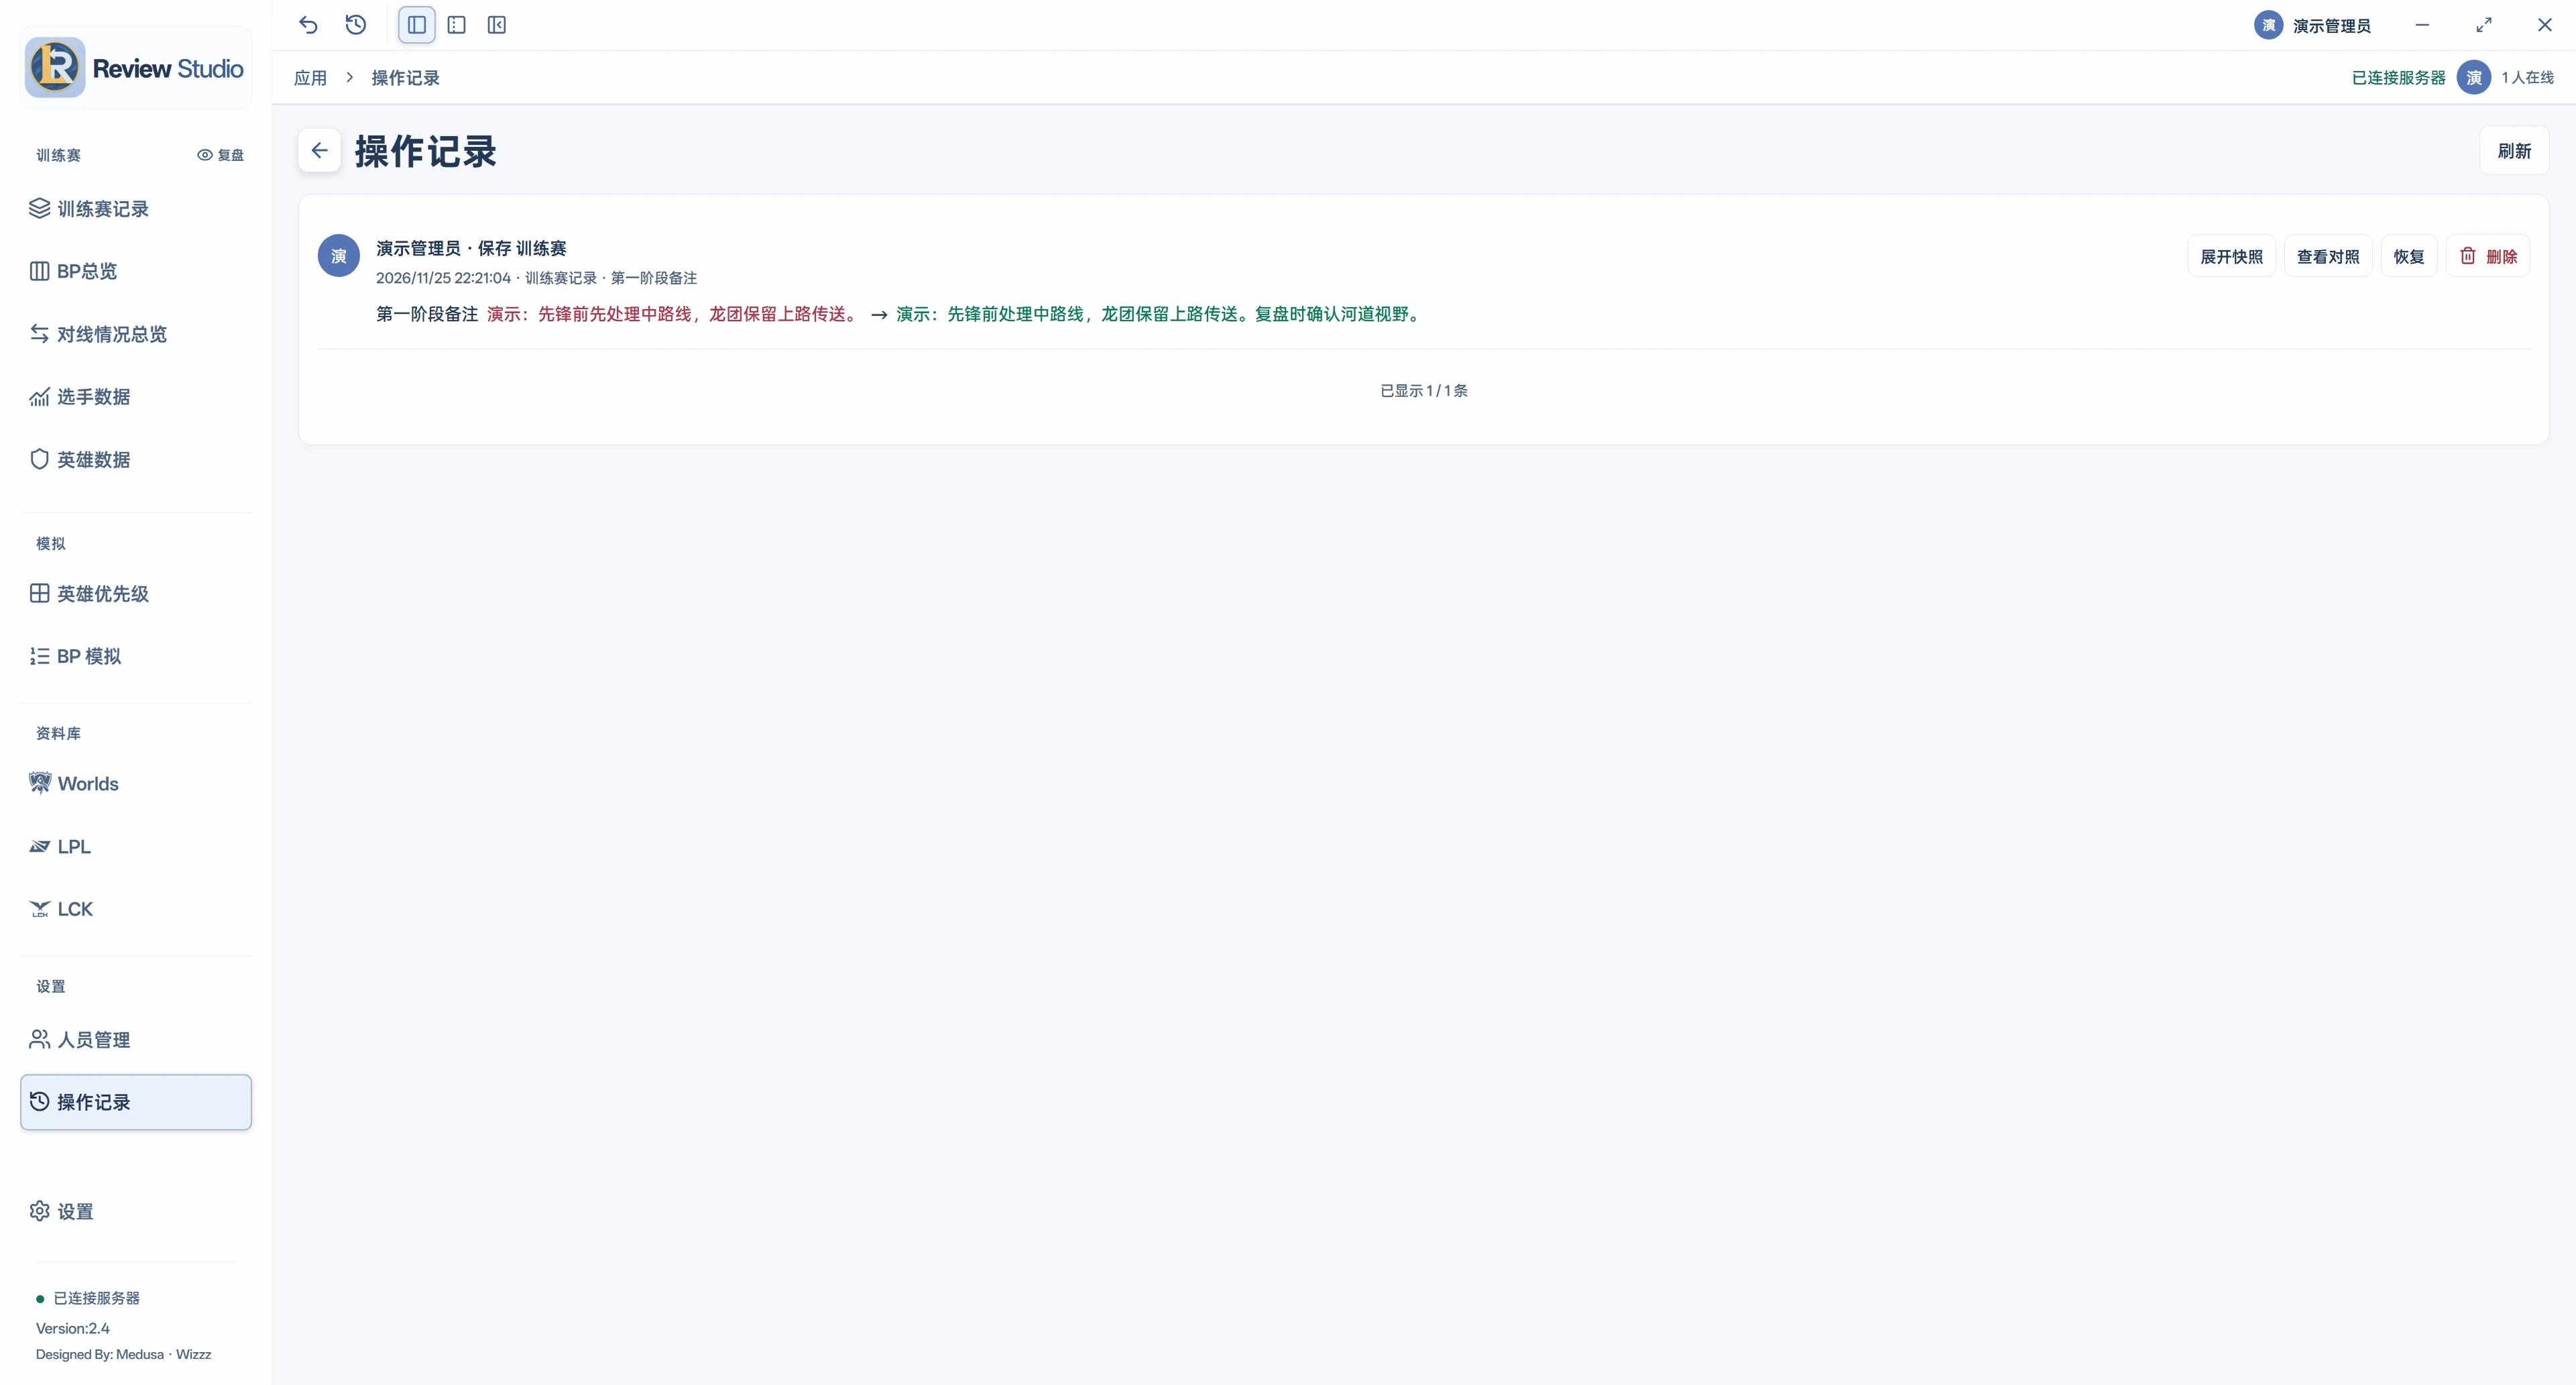 演示管理员
Review Studio
应用 > 操作记录
已连接服务器 演 1人在线
操作记录
刷新
训练赛
复盘
训练赛记录
BP总览
对线情况总览
选手数据
英雄数据
模拟
英雄优先级
BP 模拟
资料库
Worlds
LPL
LCK
设置
人员管理
操作记录
设置
已连接服务器
Version:2.4
Designed By: Medusa · Wizzz
演
演示管理员 · 保存 训练赛
2026/11/25 22:21:04 · 训练赛记录 · 第一阶段备注
第一阶段备注 演示：先锋前先处理中路线，龙团保留上路传送。 → 演示：先锋前处理中路线，龙团保留上路传送。复盘时确认河道视野。
展开快照
查看对照
恢复
删除
已显示 1 / 1 条